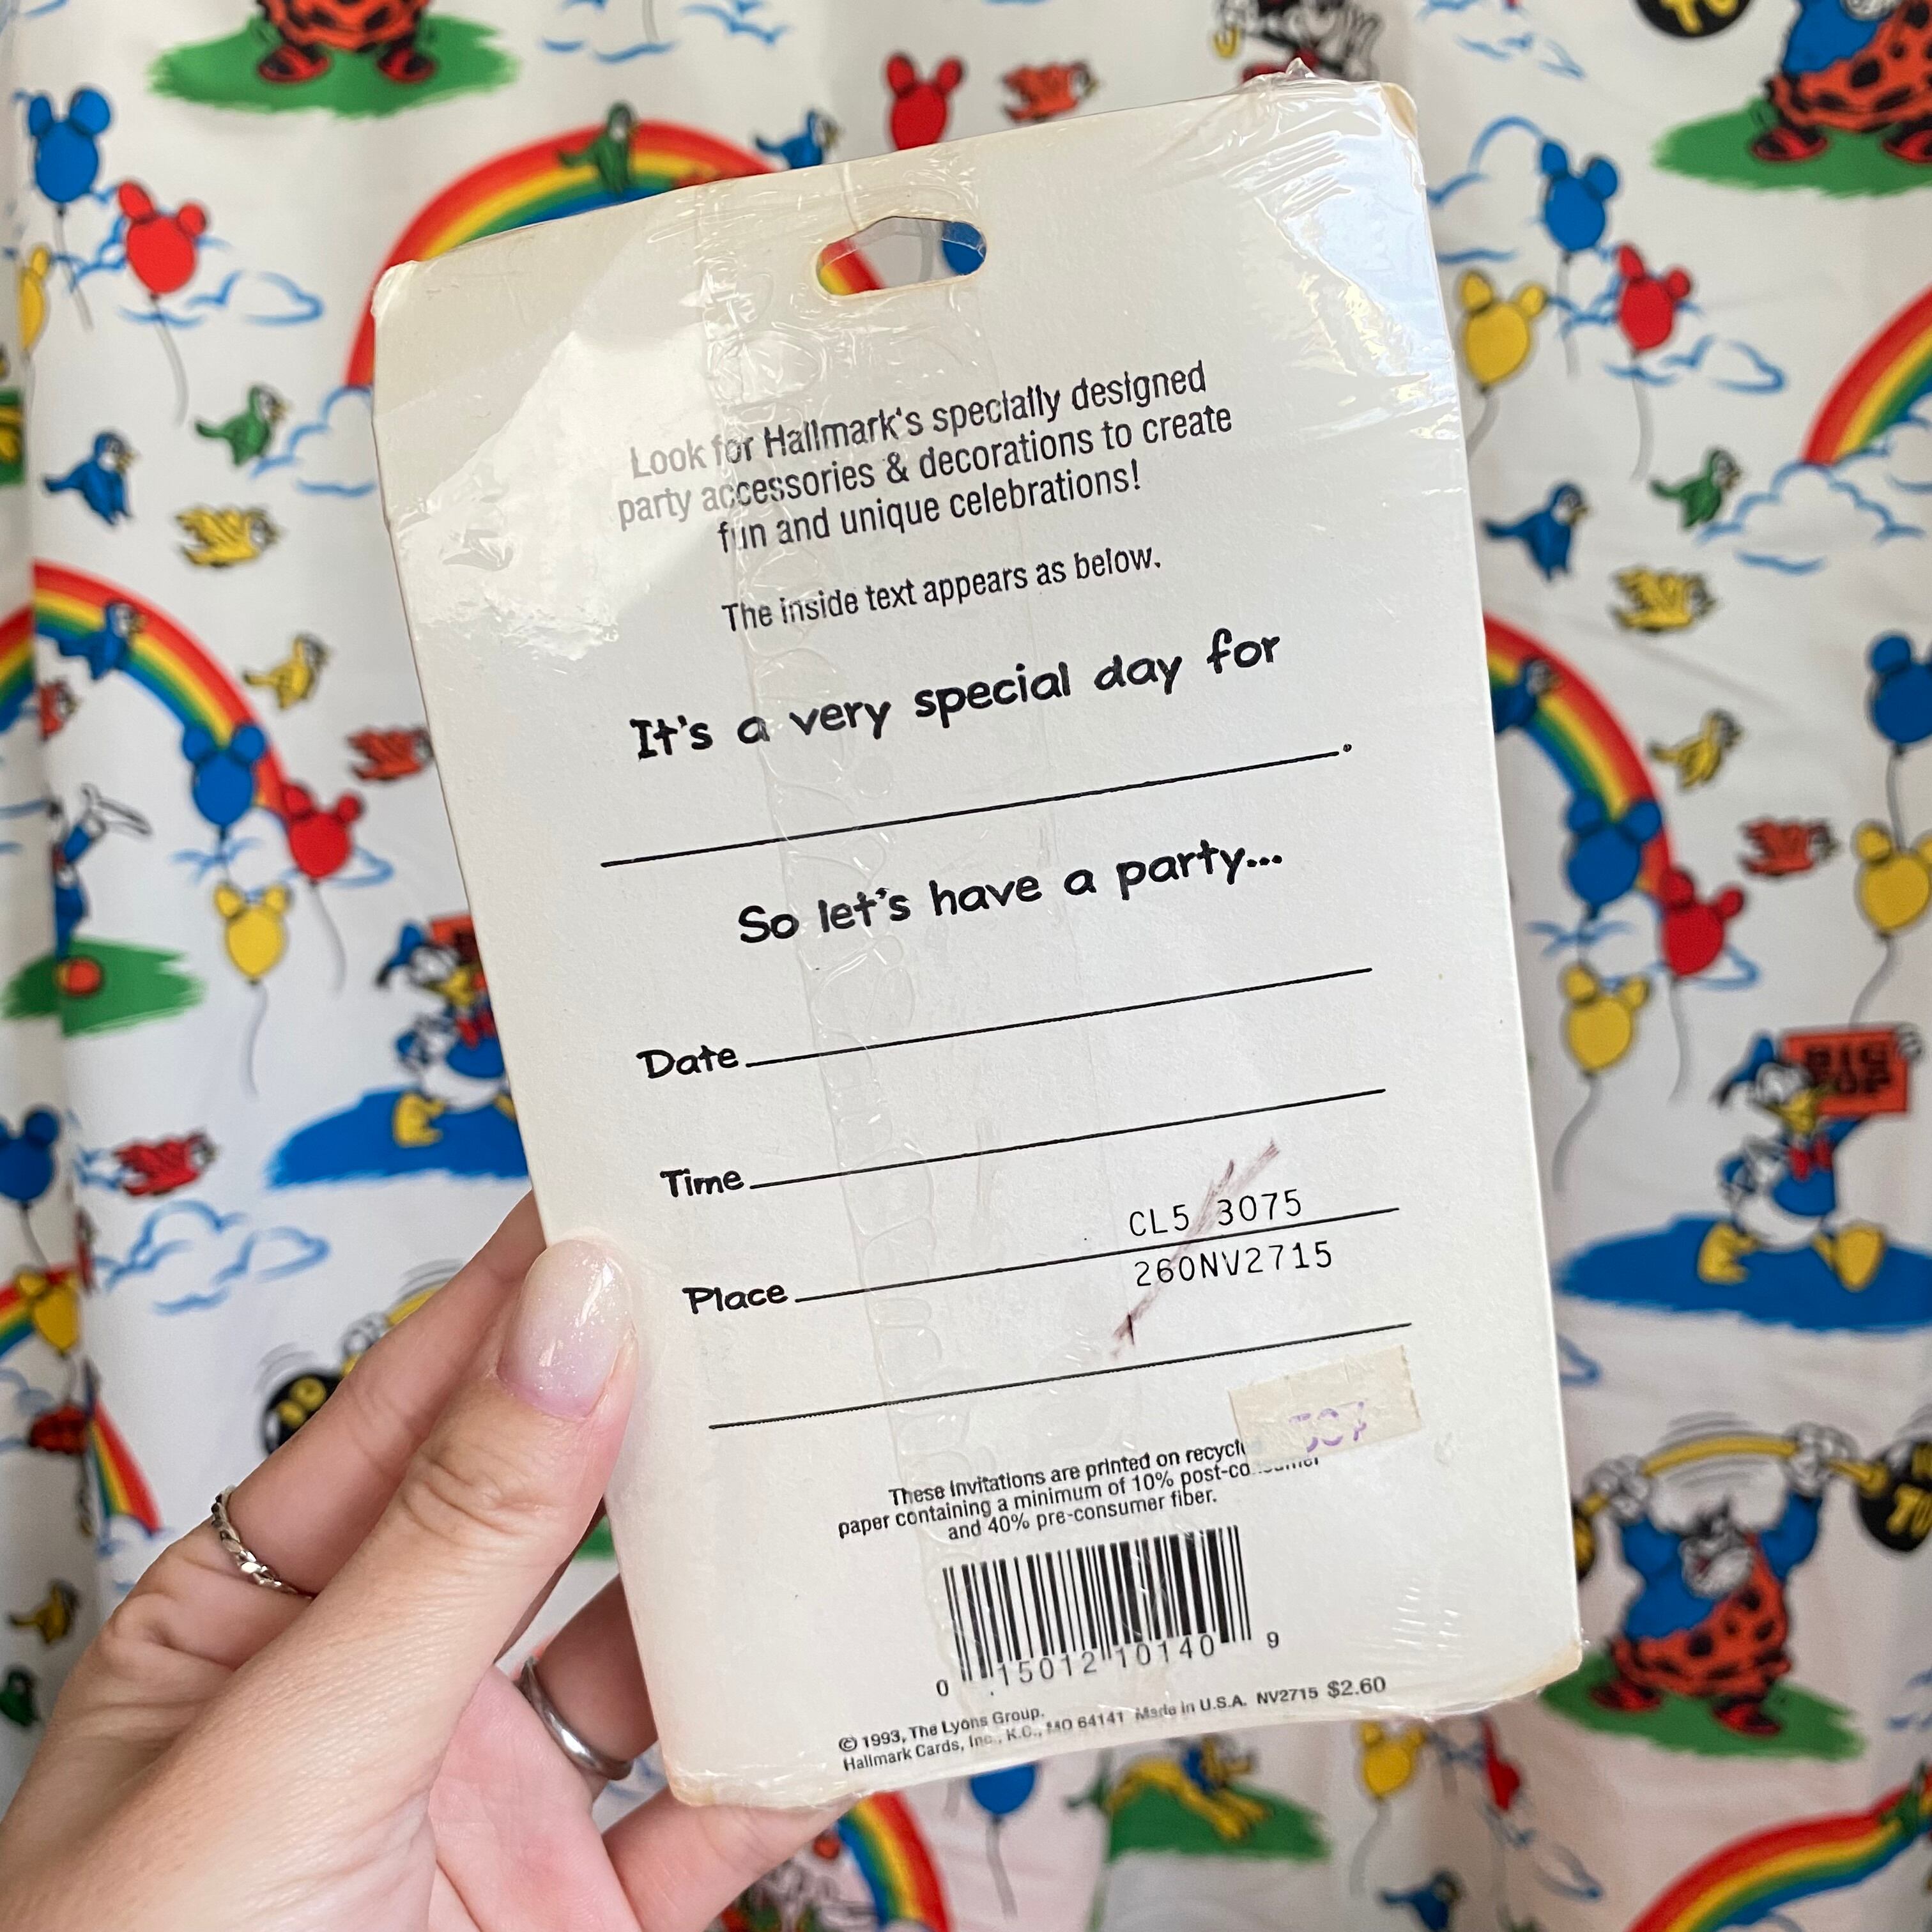 Look for Hallmark's specially designed
party accessories & decorations to create
fun and unique celebrations!
The inside text appears as below.
It's a very special day for
.
So let's have a party...
Date
Time
CL5 3075
Place
260NV2715
These invitations are printed on
paper containing a minimum of 10%
and 40% pre-consumer fiber.
0 15012 10140 9
© 1993, The Lyons Group.
Hallmark Cards, Inc., K.C., MO 64141 Made in U.S.A. NV2715 $2.60
BIG